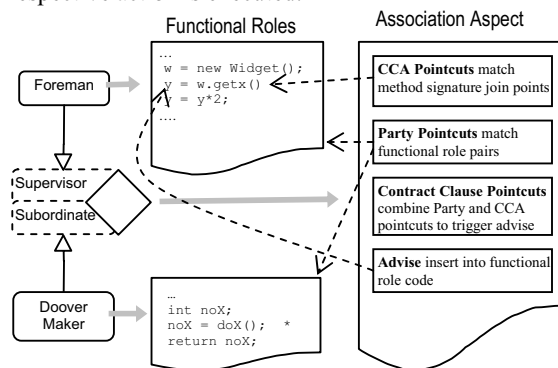 Functional Roles
Association Aspect
Foreman
Supervisor
Subordinate
Doover
Maker
…
w = new Widget();
y = w.getx()
y = y*2;
….
…
int noX;
noX = doX(); *
return noX;
CCA Pointcuts match
method signature join points
Party Pointcuts match
functional role pairs
Contract Clause Pointcuts
combine Party and CCA
pointcuts to trigger advise
Advise insert into functional
role code